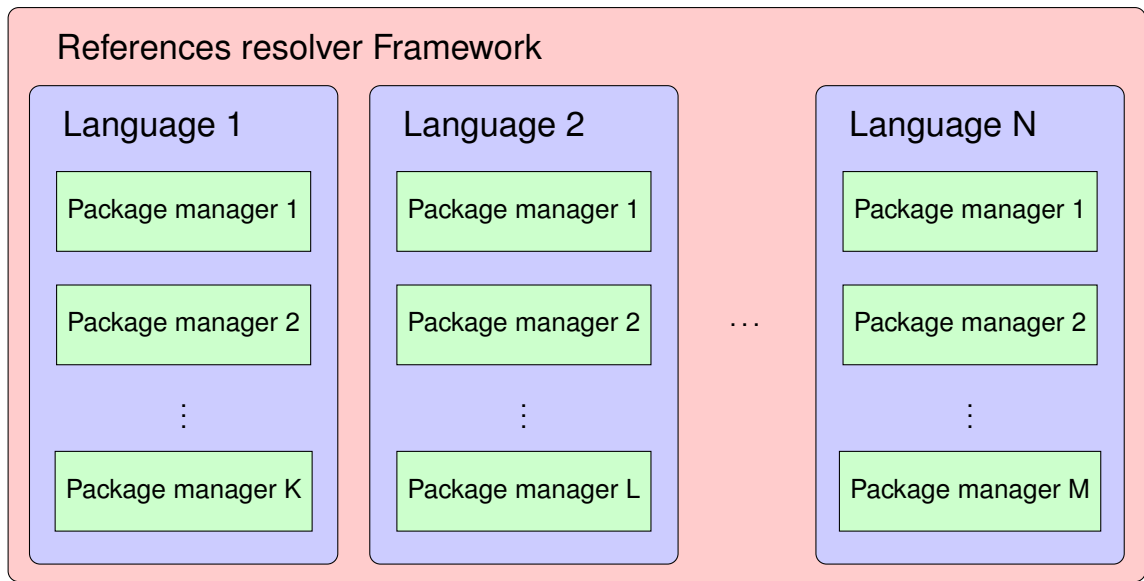 References resolver Framework
Language 1
Package manager 1
Package manager 2
⋮
Package manager K
Language 2
Package manager 1
Package manager 2
⋮
Package manager L
...
Language N
Package manager 1
Package manager 2
⋮
Package manager M